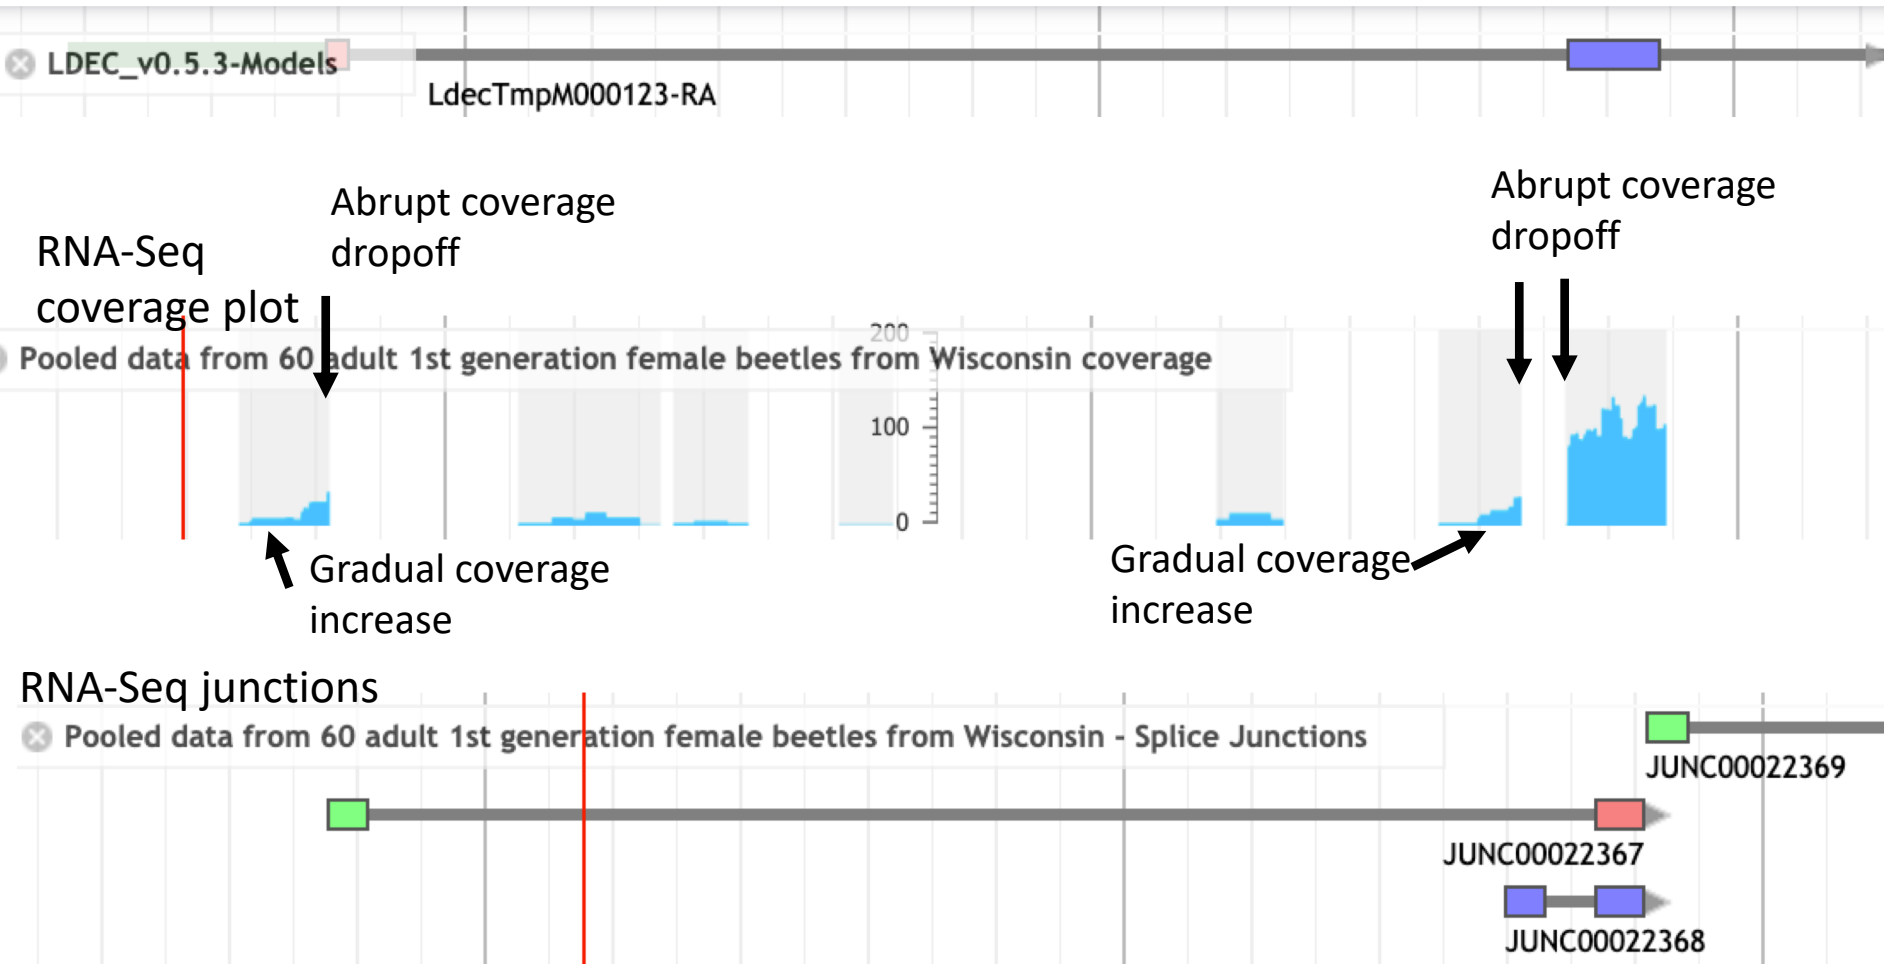 LDEC_v0.5.3-Models
LdecTmpM000123-RA
Abrupt coverage
dropoff
Abrupt coverage
dropoff
RNA-Seq
coverage plot
200
Pooled data from 60 adult 1st generation female beetles from Wisconsin coverage
100
0
Gradual coverage
increase
Gradual coverage
increase
RNA-Seq junctions
Pooled data from 60 adult 1st generation female beetles from Wisconsin - Splice Junctions
JUNC00022369
JUNC00022367
JUNC00022368